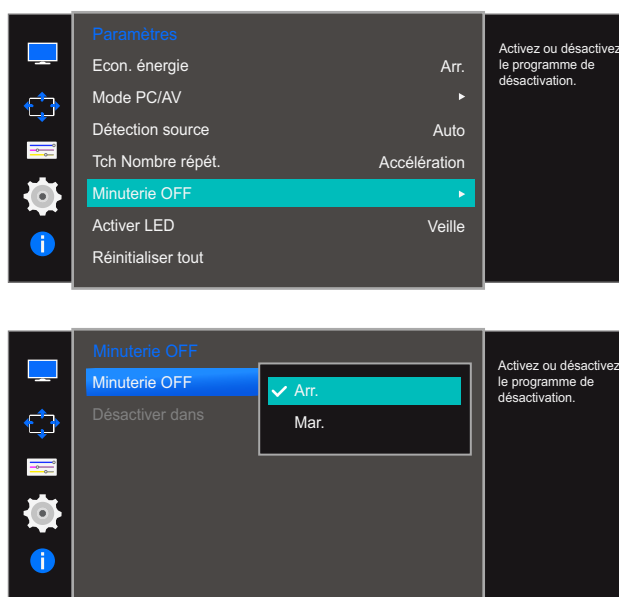 Paramètres
Econ. énergie Arr.
Mode PC/AV
Détection source Auto
Tch Nombre répét. Accélération
Minuterie OFF
Activer LED Veille
Réinitialiser tout
Activez ou désactivez
le programme de
désactivation.
Minuterie OFF
Minuterie OFF Arr.
Désactiver dans Mar.
Activez ou désactivez
le programme de
désactivation.